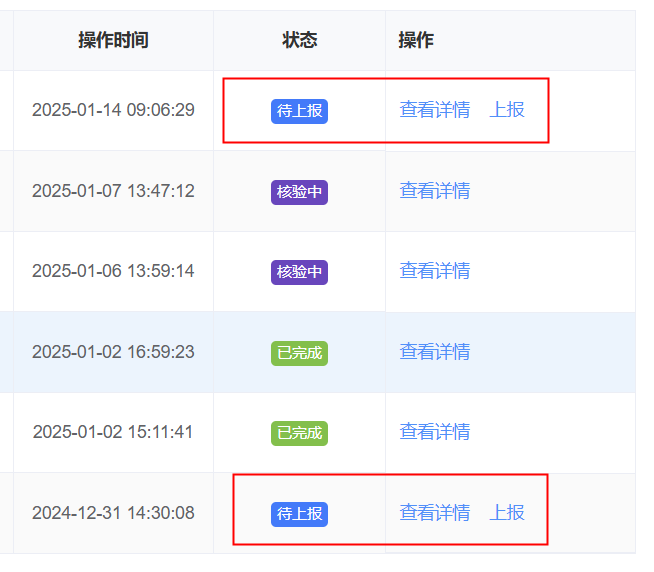 操作时间 状态 操作
2025-01-14 09:06:29 待上报 查看详情 上报
2025-01-07 13:47:12 核验中 查看详情
2025-01-06 13:59:14 核验中 查看详情
2025-01-02 16:59:23 已完成 查看详情
2025-01-02 15:11:41 已完成 查看详情
2024-12-31 14:30:08 待上报 查看详情 上报